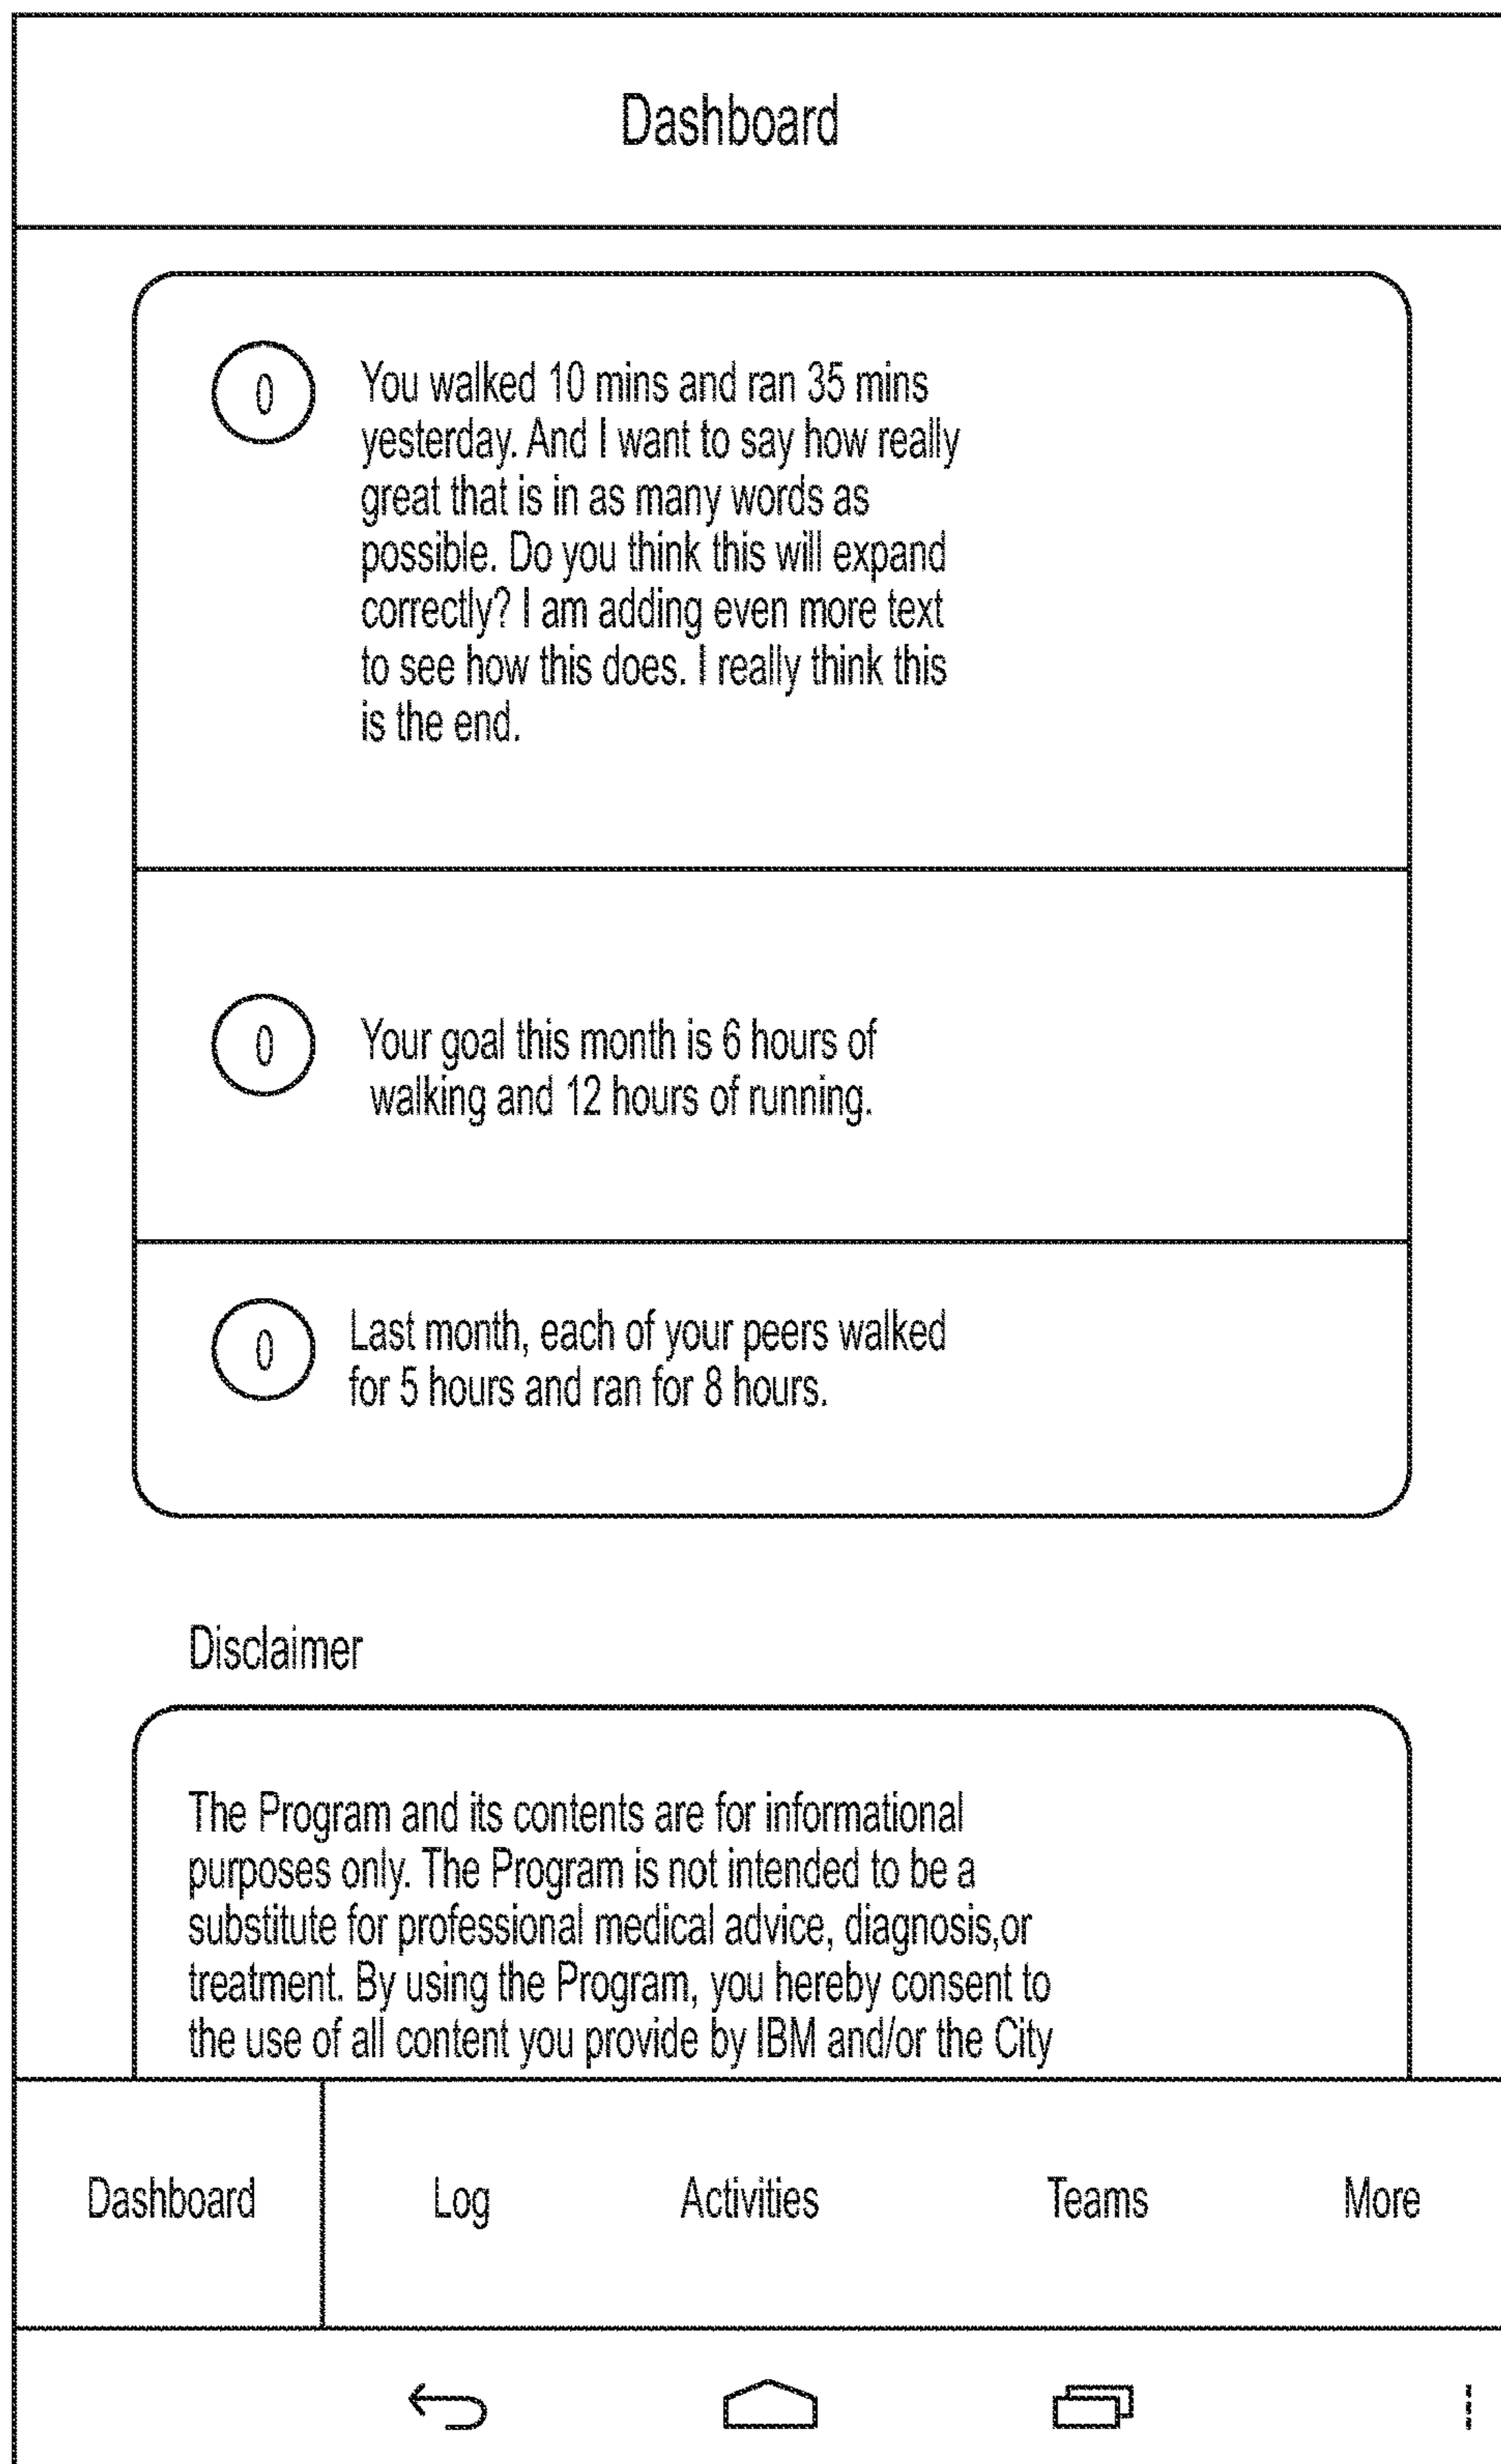 Dashboard
0
You walked 10 mins and ran 35 mins
yesterday. And I want to say how really
great that is in as many words as
possible. Do you think this will expand
correctly? I am adding even more text
to see how this does. I really think this
is the end.
0
Your goal this month is 6 hours of
walking and 12 hours of running.
0
Last month, each of your peers walked
for 5 hours and ran for 8 hours.
Disclaimer
The Program and its contents are for informational
purposes only. The Program is not intended to be a
substitute for professional medical advice, diagnosis,or
treatment. By using the Program, you hereby consent to
the use of all content you provide by IBM and/or the City
Dashboard Log Activities Teams More